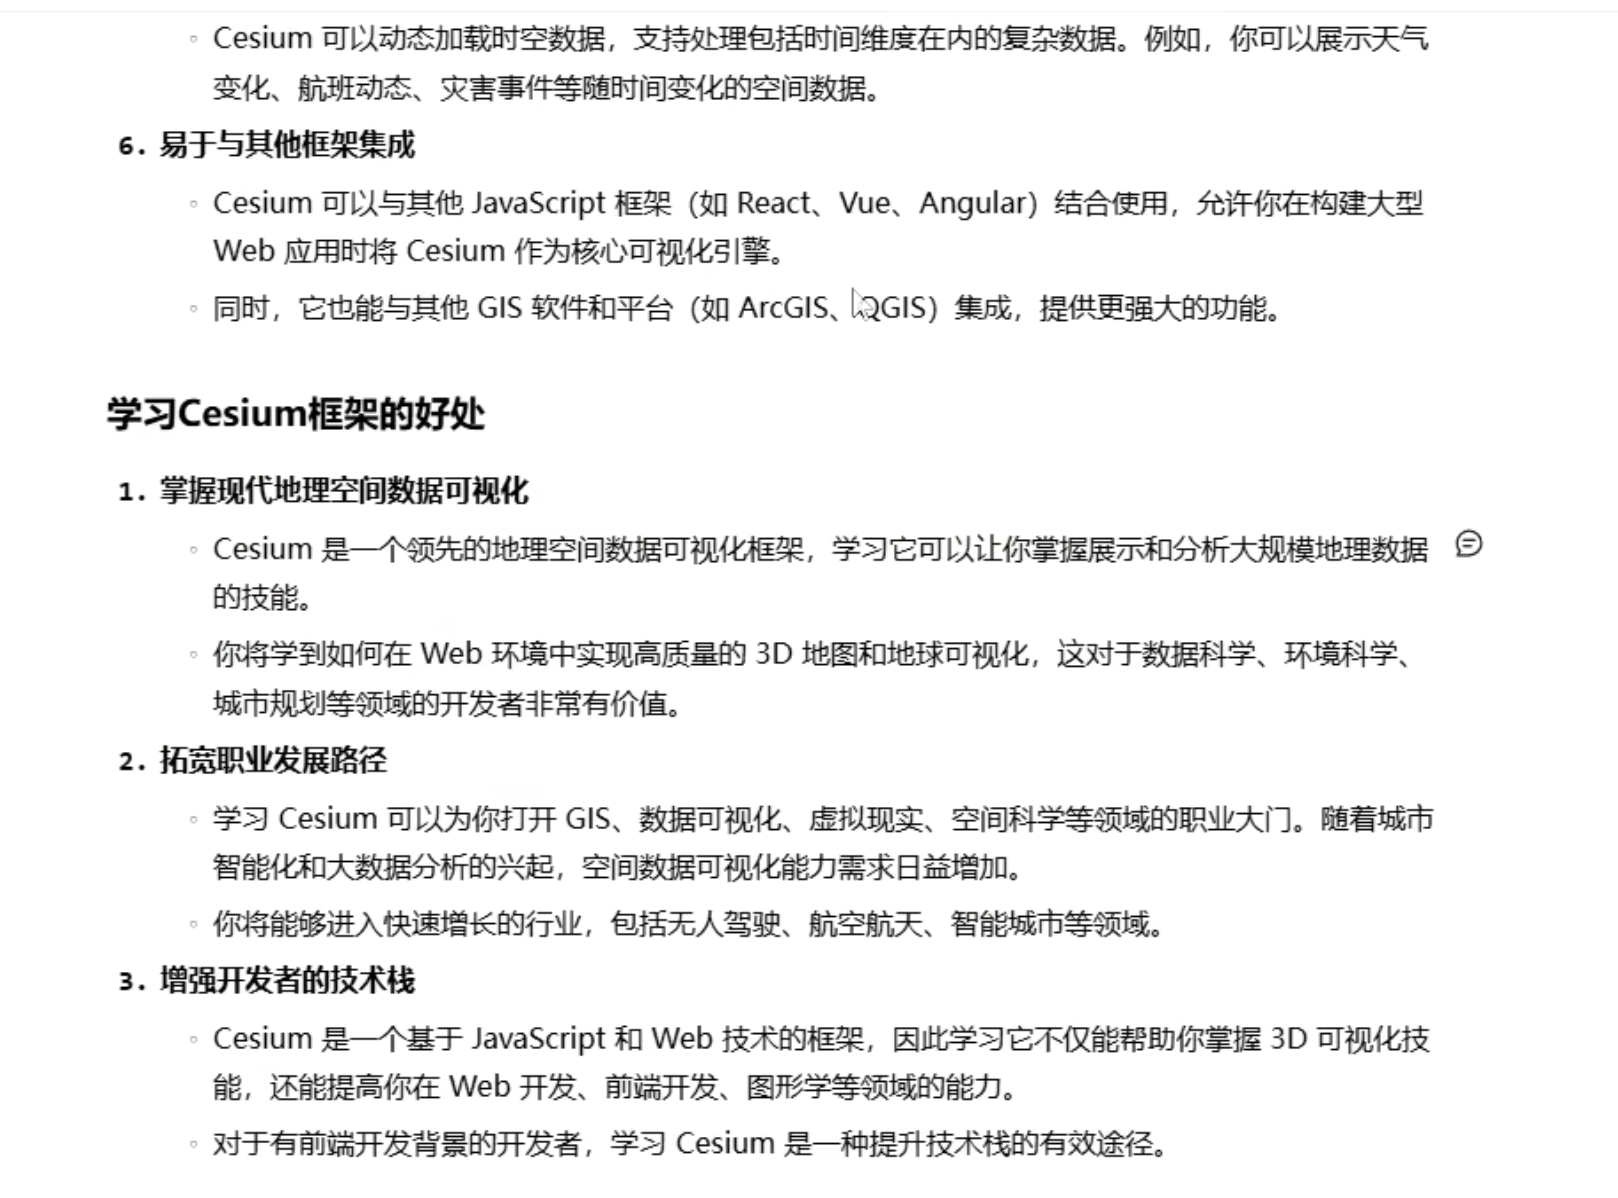 ◦ Cesium 可以动态加载时空数据，支持处理包括时间维度在内的复杂数据。例如，你可以展示天气
变化、航班动态、灾害事件等随时间变化的空间数据。
6. 易于与其他框架集成
◦ Cesium 可以与其他 JavaScript 框架（如 React、Vue、Angular）结合使用，允许你在构建大型
Web 应用时将 Cesium 作为核心可视化引擎。
◦ 同时，它也能与其他 GIS 软件和平台（如 ArcGIS、QGIS）集成，提供更强大的功能。
学习Cesium框架的好处
1. 掌握现代地理空间数据可视化
◦ Cesium 是一个领先的地理空间数据可视化框架，学习它可以让你掌握展示和分析大规模地理数据
的技能。
◦ 你将学到如何在 Web 环境中实现高质量的 3D 地图和地球可视化，这对于数据科学、环境科学、
城市规划等领域的开发者非常有价值。
2. 拓宽职业发展路径
◦ 学习 Cesium 可以为你打开 GIS、数据可视化、虚拟现实、空间科学等领域的职业大门。随着城市
智能化和大数据分析的兴起，空间数据可视化能力需求日益增加。
◦ 你将能够进入快速增长的行业，包括无人驾驶、航空航天、智能城市等领域。
3. 增强开发者的技术栈
◦ Cesium 是一个基于 JavaScript 和 Web 技术的框架，因此学习它不仅能帮助你掌握 3D 可视化技
能，还能提高你在 Web 开发、前端开发、图形学等领域的能力。
◦ 对于有前端开发背景的开发者，学习 Cesium 是一种提升技术栈的有效途径。